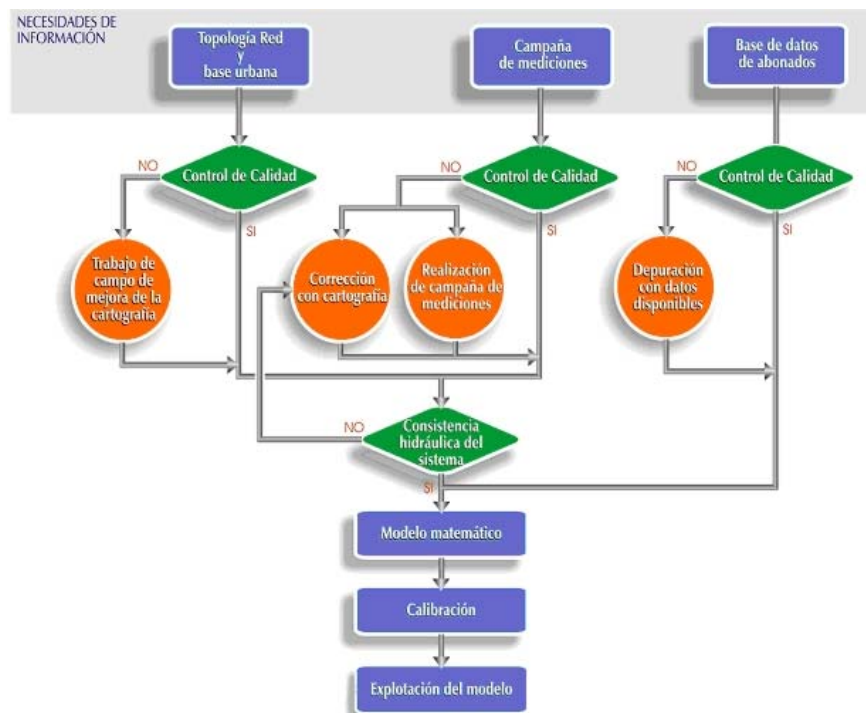 NECESIDADES DE
INFORMACIÓN
Topología Red
y
base urbana
Campaña
de mediciones
Base de datos
de abonados
NO
Control de Calidad
SI
NO
Control de Calidad
SI
NO
Control de Calidad
SI
Trabajo de
campo de
mejora de la
cartografía
Corrección
con cartografía
Realización
de campaña de
mediciones
Depuración
con datos
disponibles
NO
Consistencia
hidráulica del
sistema
SI
Modelo matemático
Calibración
Explotación del modelo